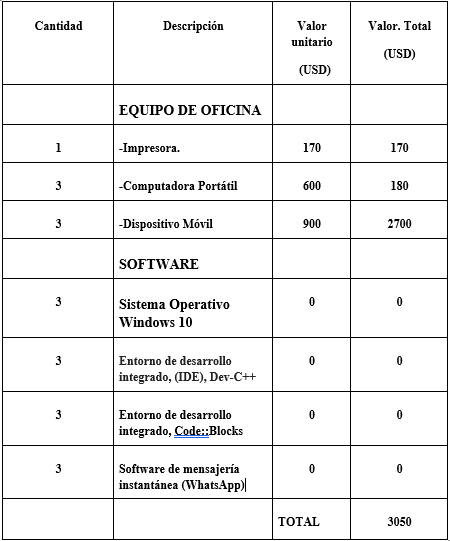 Cantidad Descripción Valor unitario (USD) Valor. Total (USD)
EQUIPO DE OFICINA
1 -Impresora. 170 170
3 -Computadora Portátil 600 180
3 -Dispositivo Móvil 900 2700
SOFTWARE
3 Sistema Operativo Windows 10 0 0
3 Entorno de desarrollo integrado, (IDE), Dev-C++ 0 0
3 Entorno de desarrollo integrado, Code::Blocks 0 0
3 Software de mensajería instantánea (WhatsApp) 0 0
TOTAL 3050